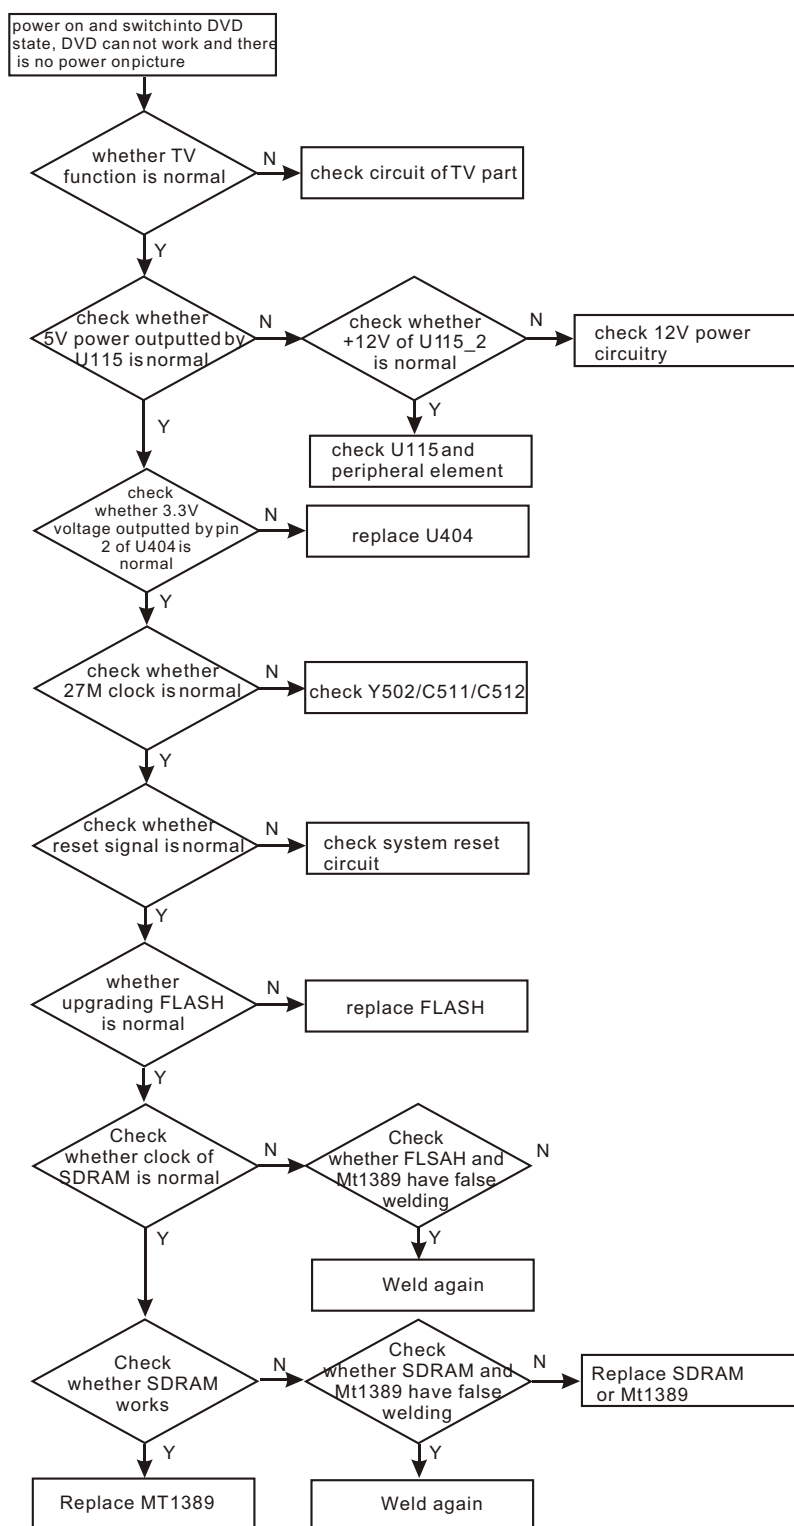 power on and switch into DVD
state, DVD can not work and there
is no power on picture
whether TV
function is normal
N
check circuit of TV part
Y
check whether
5V power outputted by
U115 is normal
N
check whether
+12V of U115_2
is normal
N
check 12V power
circuitry
Y
Y
check U115 and
peripheral element
check
whether 3.3V
voltage outputted by pin
2 of U404 is
normal
N
replace U404
Y
check whether
27M clock is normal
N
check Y502/C511/C512
Y
check whether
reset signal is normal
N
check system reset
circuit
Y
whether
upgrading FLASH
is normal
N
replace FLASH
Y
Check
whether clock of
SDRAM is normal
N
Check
whether FLSAH and
Mt1389 have false
welding
N
Y
Y
Weld again
Check
whether SDRAM
works
N
Check
whether SDRAM and
Mt1389 have false
welding
N
Replace SDRAM
or Mt1389
Y
Y
Replace MT1389
Weld again